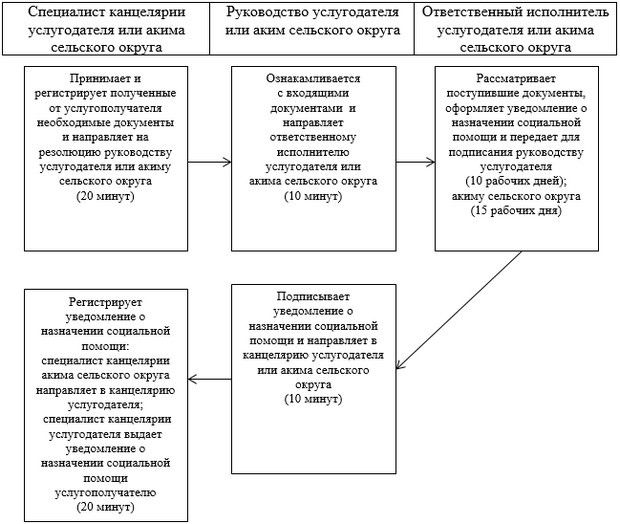 Специалист канцелярии
услугодателя или акима
сельского округа
Руководство услугодателя
или аким сельского округа
Ответственный исполнитель
услугодателя или акима
сельского округа
Принимает и
регистрирует полученные
от услугополучателя
необходимые документы
и направляет на
резолюцию руководству
услугодателя или акиму
сельского округа
(20 минут)
Ознакамливается
с входящими
документами и
направляет
ответственному
исполнителю
услугодателя или
акима сельского округа
(10 минут)
Рассматривает
поступившие документы,
оформляет уведомление о
назначении социальной
помощи и передает для
подписания руководству
услугодателя
(10 рабочих дней);
акиму сельского округа
(15 рабочих дня)
Подписывает
уведомление о
назначении социальной
помощи и направляет в
канцелярию услугодателя
или акима сельского
округа
(10 минут)
Регистрирует
уведомление о
назначении социальной
помощи:
специалист канцелярии
акима сельского округа
направляет в канцелярию
услугодателя;
специалист канцелярии
услугодателя выдает
уведомление о
назначении социальной
помощи
услугополучателю
(20 минут)